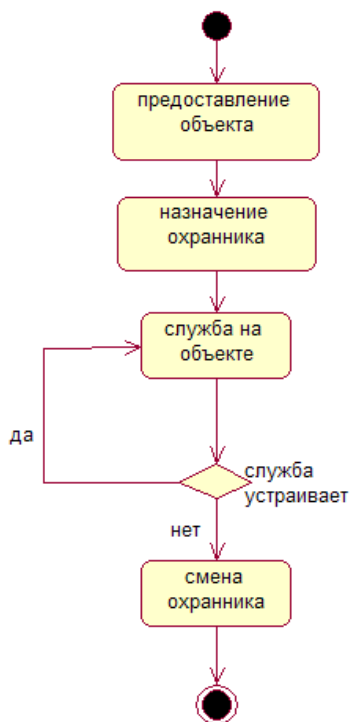 предоставление
объекта
назначение
охранника
служба на
объекте
да
служба
устраивает
нет
смена
охранника